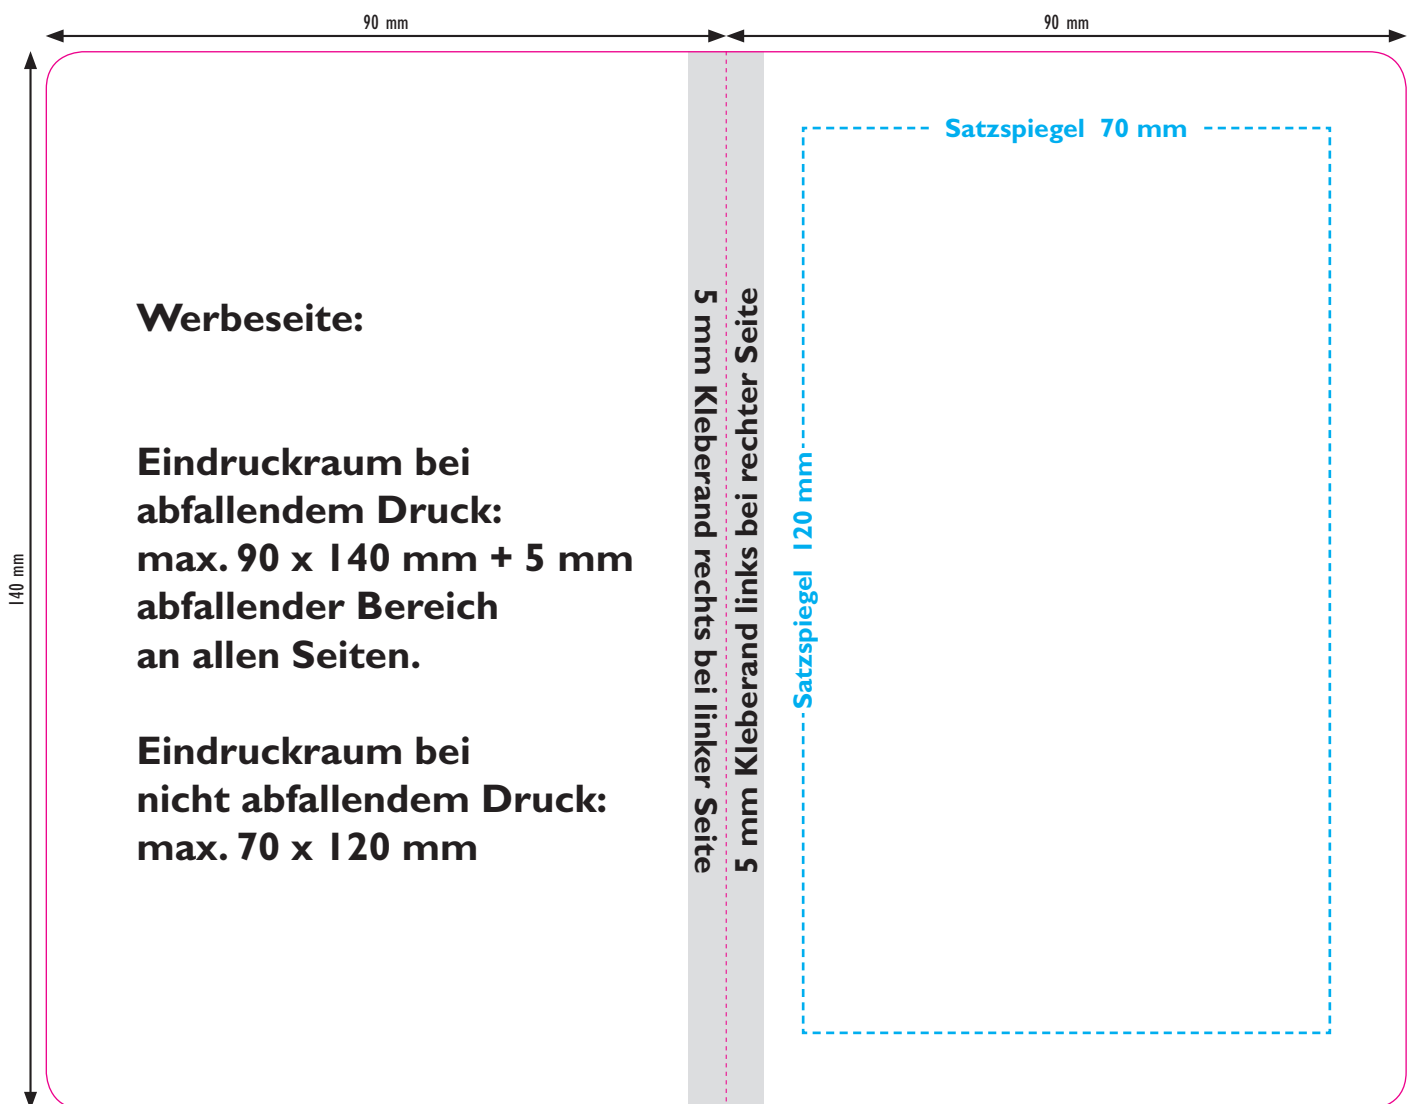 90 mm
90 mm
140 mm
Werbeseite:
Eindruckraum bei
abfallendem Druck:
max. 90 x 140 mm + 5 mm
abfallender Bereich
an allen Seiten.
Eindruckraum bei
nicht abfallendem Druck:
max. 70 x 120 mm
5 mm Kleberand rechts bei linker Seite
5 mm Kleberand links bei rechter Seite
Satzspiegel 70 mm
Satzspiegel 120 mm